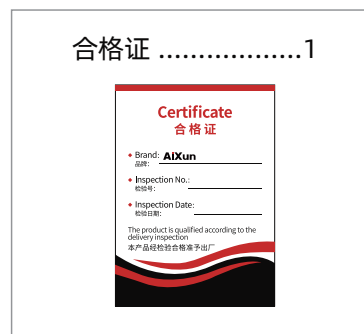 合格证 ..................1
Certificate
合格证
Brand: AiXun
品牌:
Inspection No.:
检验号:
Inspection Date:
检验日期:
The product is qualified according to the
delivery inspection
本产品经检验合格准予出厂